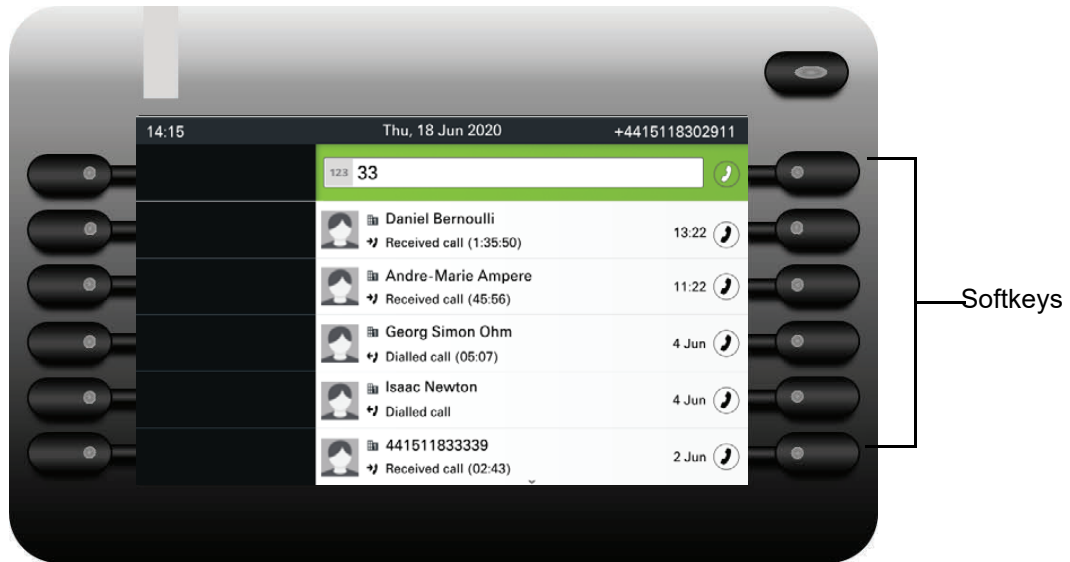 14:15 Thu, 18 Jun 2020 +4415118302911
123 33
Daniel Bernoulli
Received call (1:35:50) 13:22
Andre-Marie Ampere
Received call (45:56) 11:22
Georg Simon Ohm
Dialled call (05:07) 4 Jun
Isaac Newton
Dialled call 4 Jun
441511833339
Received call (02:43) 2 Jun
Softkeys